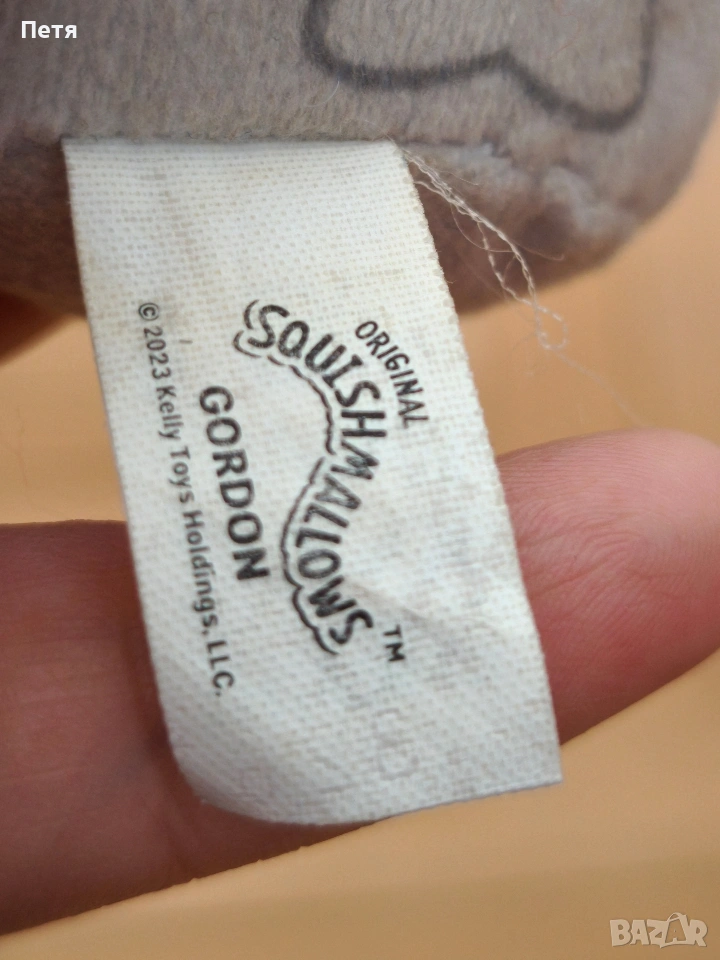 Петя
ORIGINAL
SQUISHMALLOWS™
GORDON
© 2023 Kelly Toys Holdings, LLC.
BAZAR